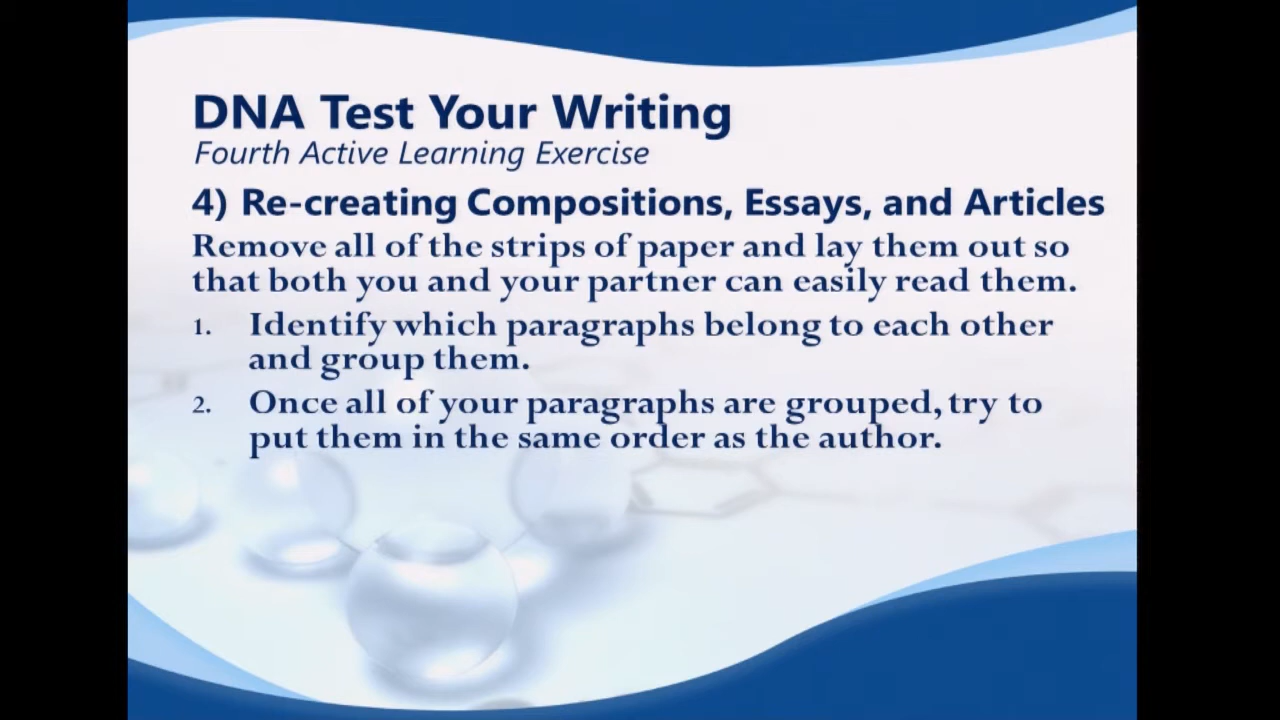 DNA Test Your Writing
Fourth Active Learning Exercise
4) Re-creating Compositions, Essays, and Articles
Remove all of the strips of paper and lay them out so
that both you and your partner can easily read them.
1. Identify which paragraphs belong to each other
and group them.
2. Once all of your paragraphs are grouped, try to
put them in the same order as the author.